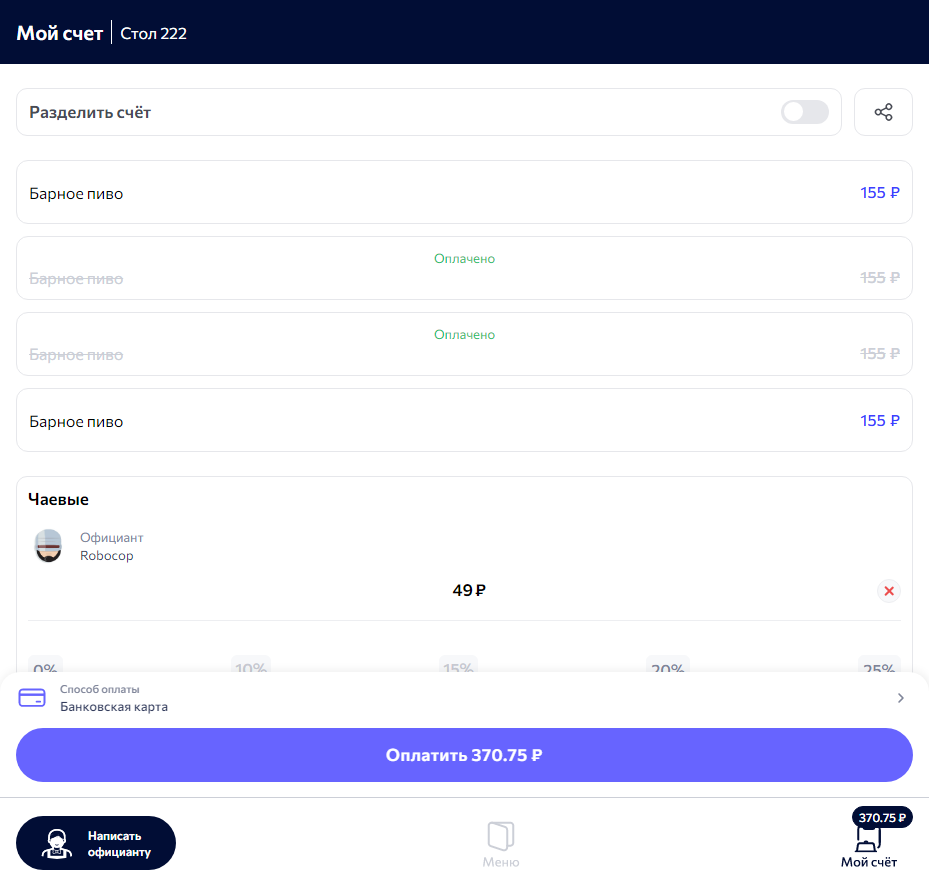 Мой счет
Стол 222
Разделить счёт
Барное пиво
155 ₽
Оплачено
Барное пиво
155 ₽
Оплачено
Барное пиво
155 ₽
Барное пиво
155 ₽
Чаевые
Официант
Robocop
49 ₽
0%
10%
15%
20%
25%
Способ оплаты
Банковская карта
Оплатить 370.75 ₽
Написать
официанту
Меню
370.75 ₽
Мой счёт